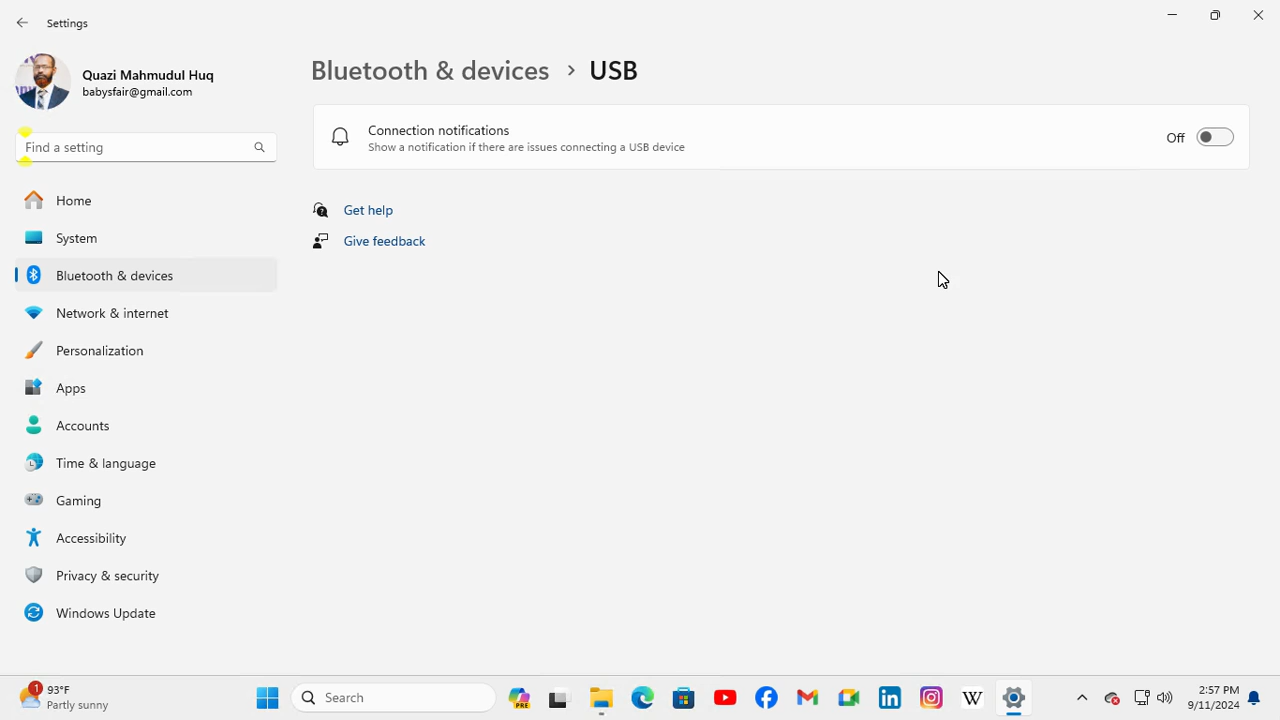 Settings
Quazi Mahmudul Huq
babysfair@gmail.com
Find a setting
Home
System
Bluetooth & devices
Network & internet
Personalization
Apps
Accounts
Time & language
Gaming
Accessibility
Privacy & security
Windows Update
Bluetooth & devices > USB
Connection notifications
Show a notification if there are issues connecting a USB device
Off
Get help
Give feedback
1
93°F
Partly sunny
Search
PRE
W
2:57 PM
9/11/2024